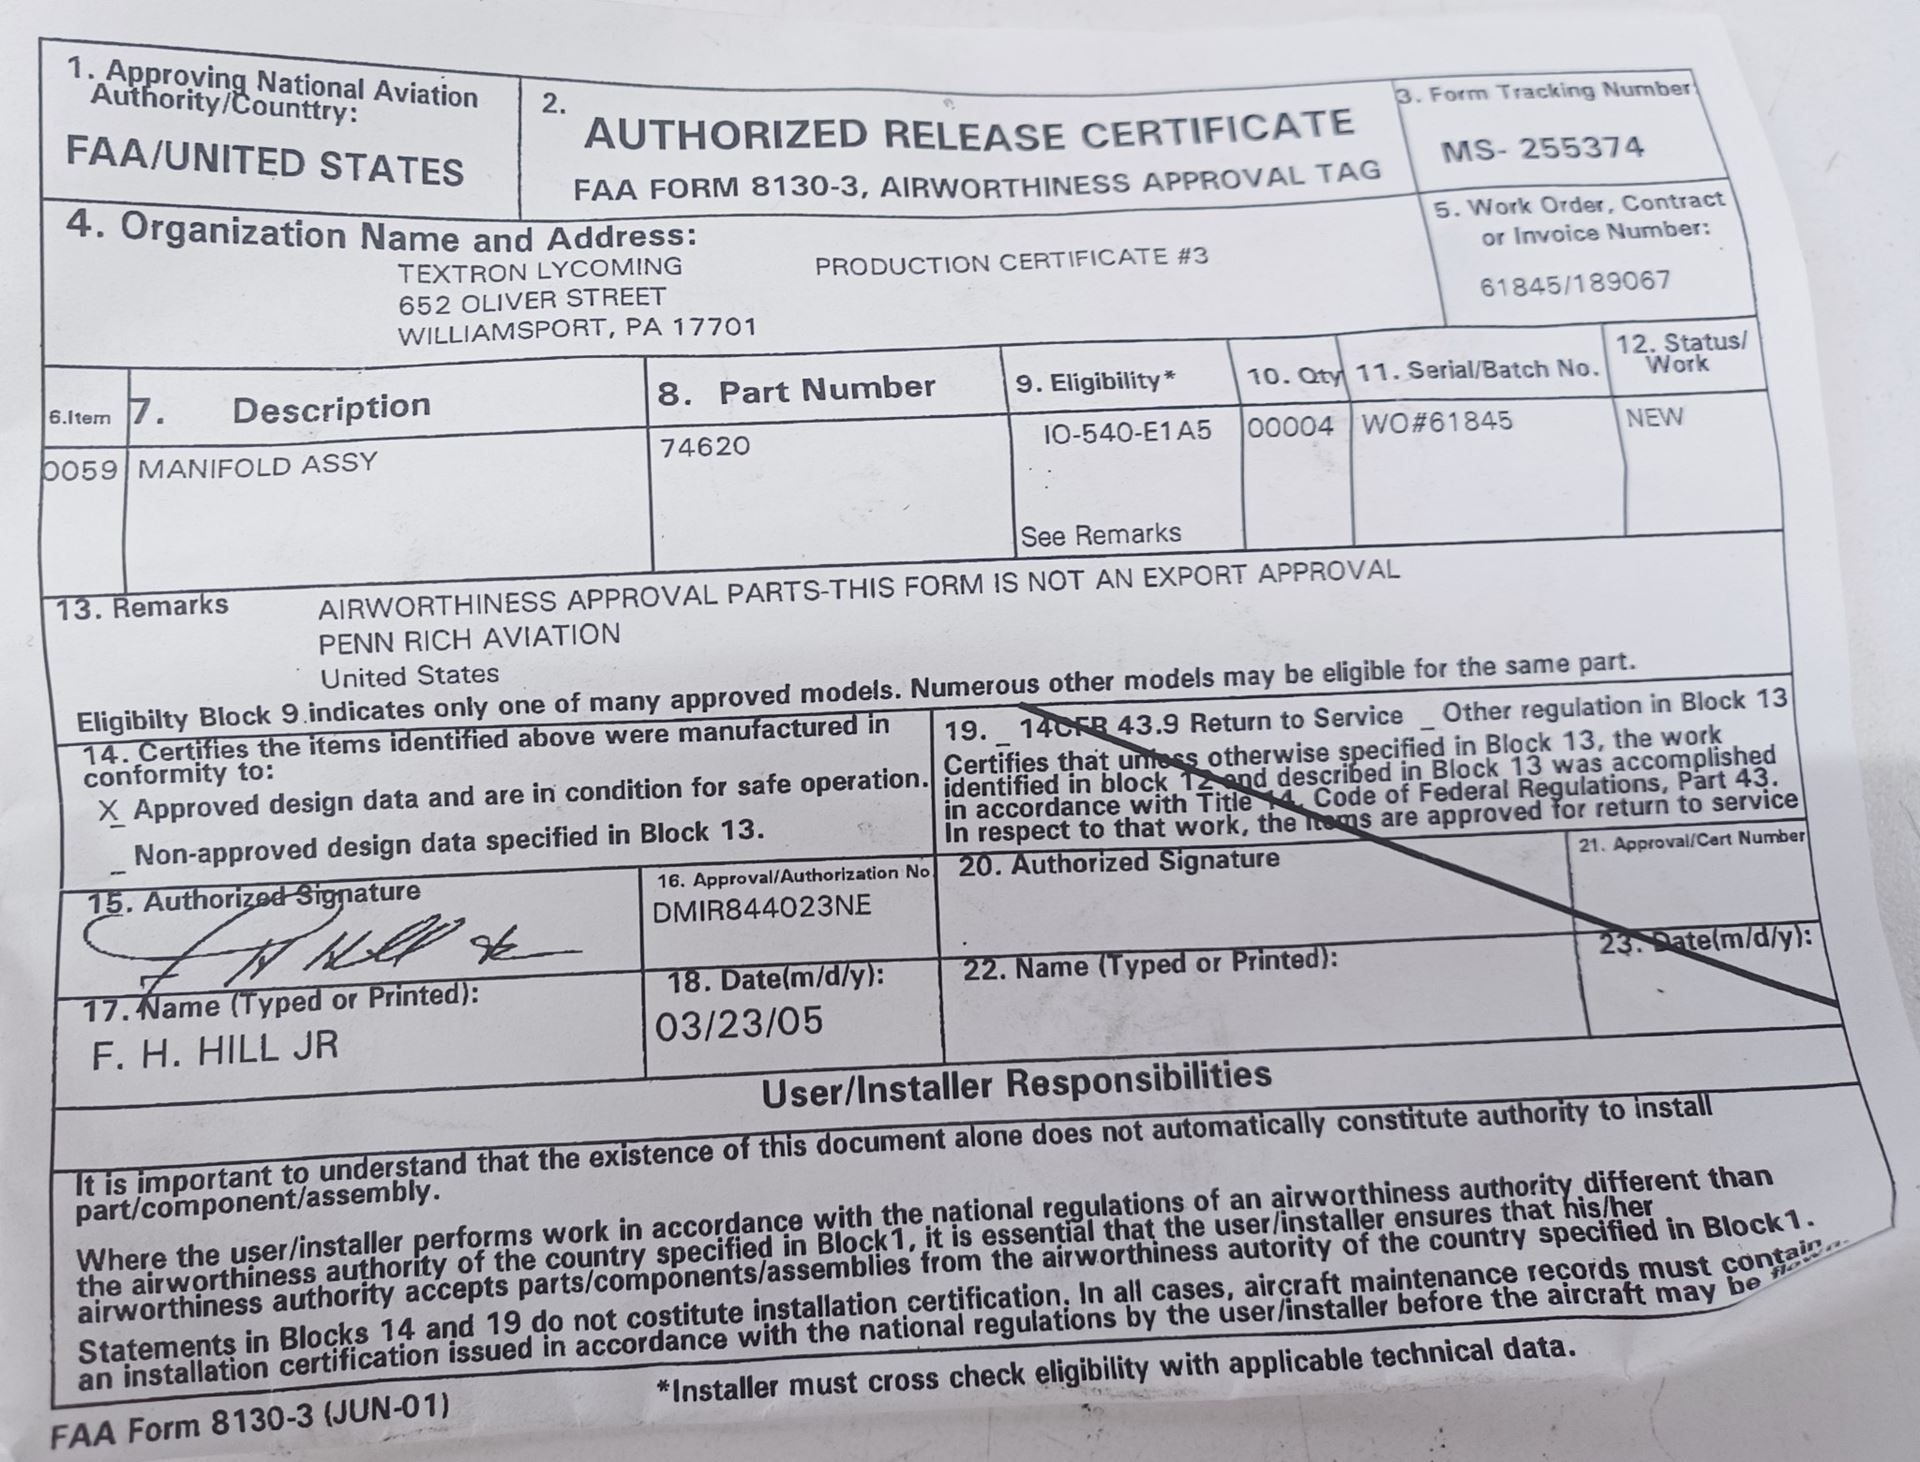 1. Approving National Aviation
Authority/Counttry:
FAA/UNITED STATES
2.
AUTHORIZED RELEASE CERTIFICATE
FAA FORM 8130-3, AIRWORTHINESS APPROVAL TAG
3. Form Tracking Number:
MS- 255374
4. Organization Name and Address:
TEXTRON LYCOMING PRODUCTION CERTIFICATE #3
652 OLIVER STREET
WILLIAMSPORT, PA 17701
5. Work Order, Contract
or Invoice Number:
61845/189067
6.Item 7. Description 8. Part Number 9. Eligibility* 10. Qty 11. Serial/Batch No. 12. Status/
Work
0059 MANIFOLD ASSY 74620 IO-540-E1A5 00004 WO#61845 NEW
See Remarks
13. Remarks AIRWORTHINESS APPROVAL PARTS-THIS FORM IS NOT AN EXPORT APPROVAL
PENN RICH AVIATION
United States
Eligibilty Block 9 indicates only one of many approved models. Numerous other models may be eligible for the same part.
14. Certifies the items identified above were manufactured in
conformity to:
X Approved design data and are in condition for safe operation.
_ Non-approved design data specified in Block 13.
19. _ 14CFR 43.9 Return to Service _ Other regulation in Block 13
Certifies that unless otherwise specified in Block 13, the work
identified in block 12 and described in Block 13 was accomplished
in accordance with Title 14, Code of Federal Regulations, Part 43.
In respect to that work, the items are approved for return to service
15. Authorized Signature
16. Approval/Authorization No
DMIR844023NE
20. Authorized Signature
21. Approval/Cert Number
17. Name (Typed or Printed):
F. H. HILL JR
18. Date(m/d/y):
03/23/05
22. Name (Typed or Printed):
23. Date(m/d/y):
User/Installer Responsibilities
It is important to understand that the existence of this document alone does not automatically constitute authority to install
part/component/assembly.
Where the user/installer performs work in accordance with the national regulations of an airworthiness authority different than
the airworthiness authority of the country specified in Block1, it is essential that the user/installer ensures that his/her
airworthiness authority accepts parts/components/assemblies from the airworthiness autority of the country specified in Block1.
Statements in Blocks 14 and 19 do not costitute installation certification. In all cases, aircraft maintenance records must contain
an installation certification issued in accordance with the national regulations by the user/installer before the aircraft may be flown.
FAA Form 8130-3 (JUN-01) *Installer must cross check eligibility with applicable technical data.